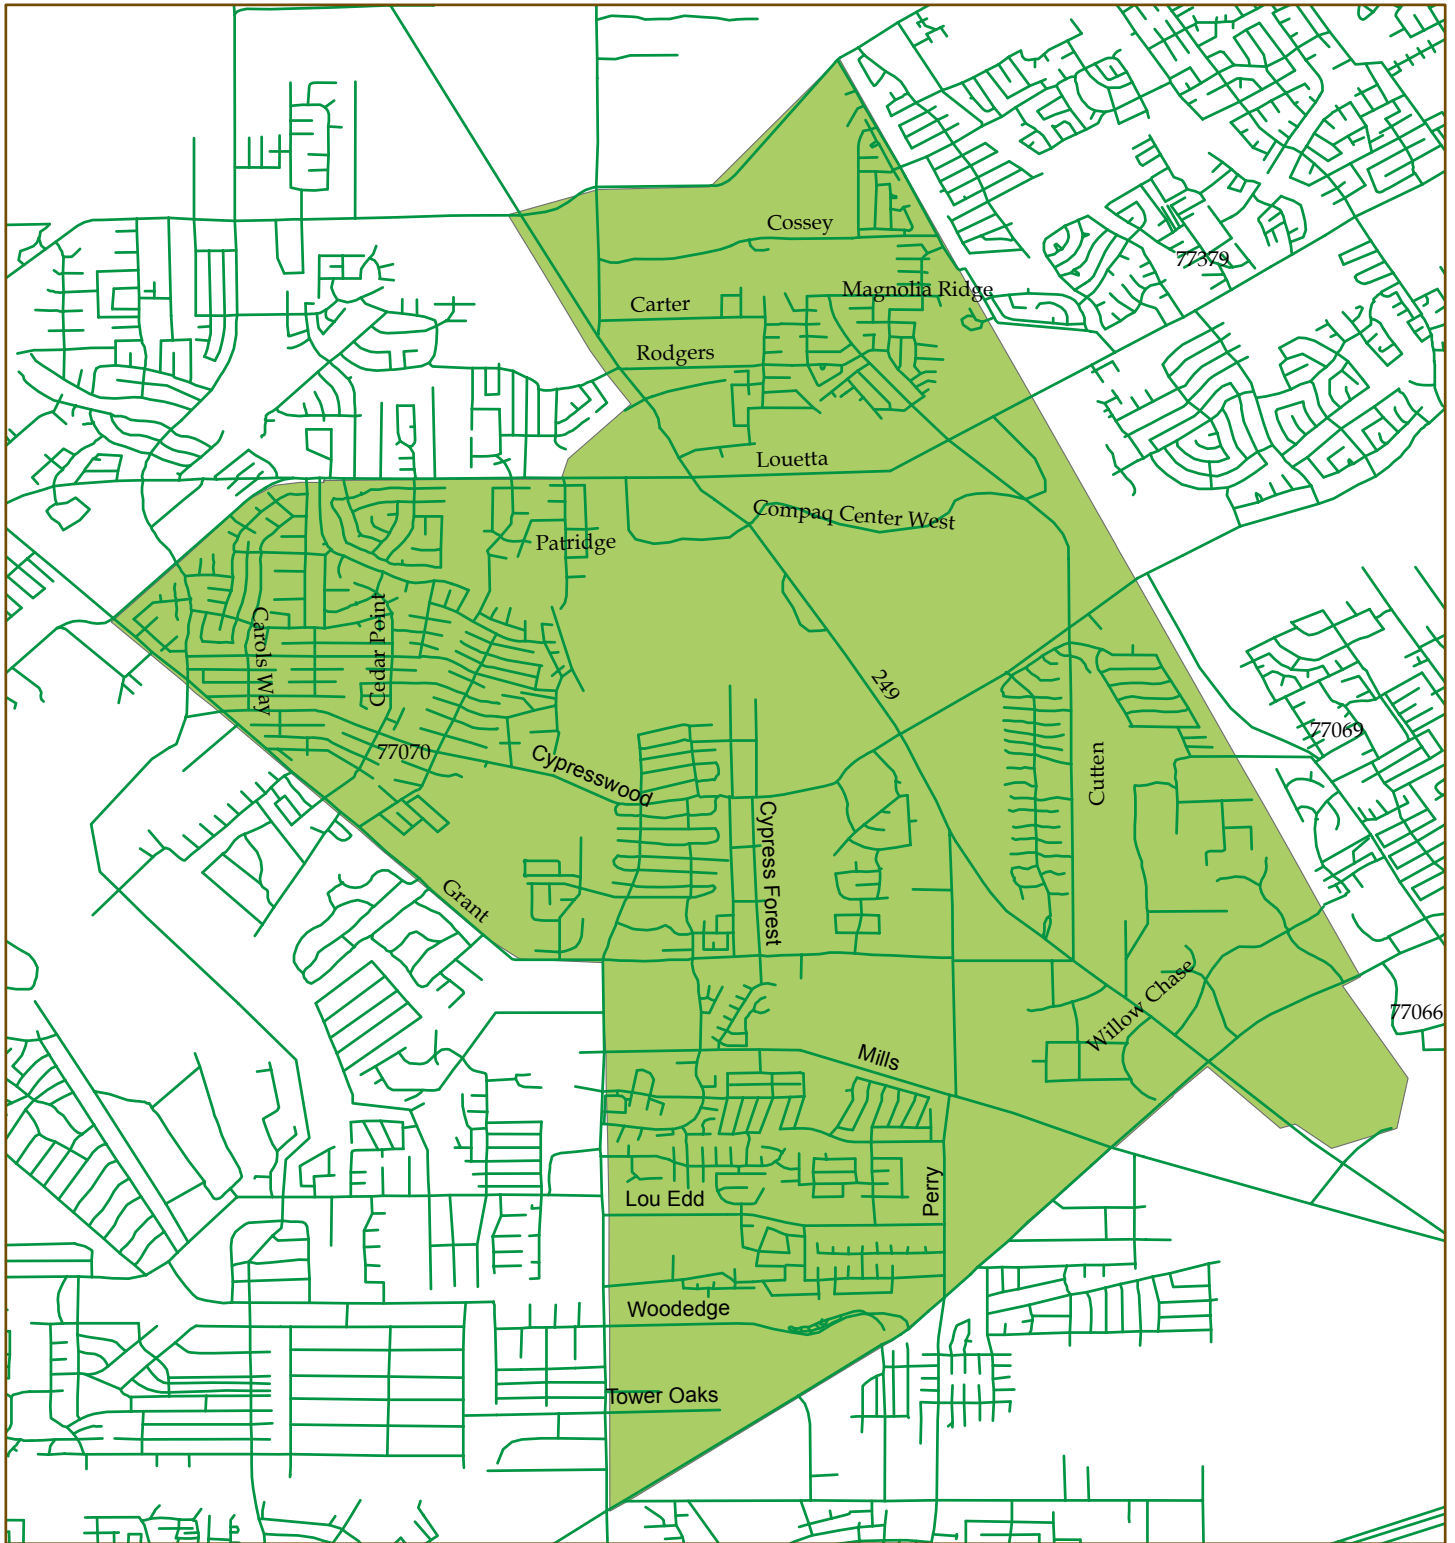 Cossey
77379
Magnolia Ridge
Carter
Rodgers
Louetta
Compaq Center West
Patridge
Carols Way
Cedar Point
249
77069
77070
Cypresswood
Cutten
Cypress Forest
Grant
Willow Chase
77066
Mills
Perry
Lou Edd
Woodedge
Tower Oaks